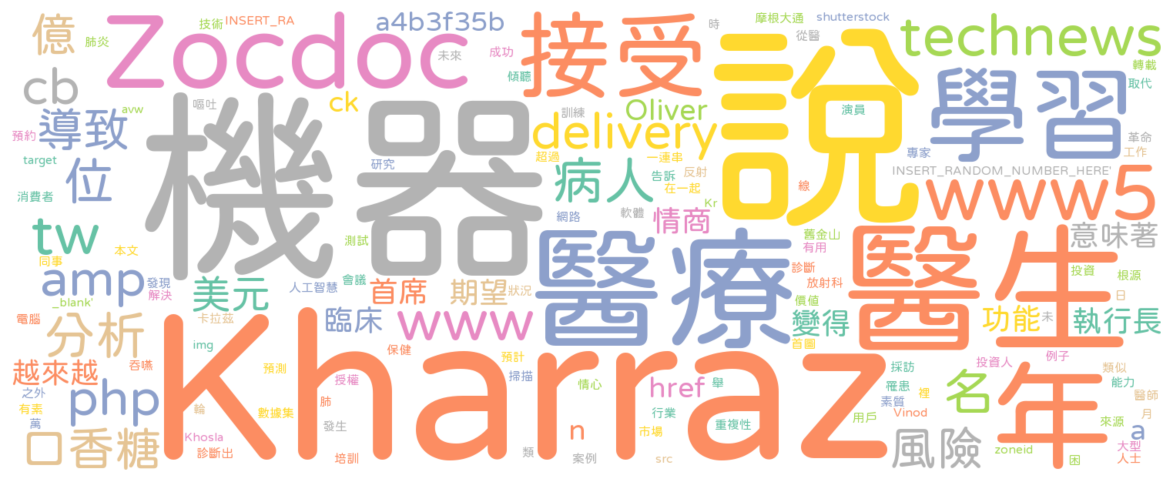 億
技術
INSERT_RA
a4b3f35b
時
摩根大通
shutterstock
肺炎
Zocdoc
未來
成功
接受
從醫
technews
傾聽
說
轉載
cb
嘔吐
ck
訓練
Oliver
演員
學習
取代
導致
avw
機器
delivery
革命
預約
專家
工作
target
研究
超過
一連串
反射
病人
告訴
INSERT_RANDOM_NUMBER_HERE'
位
在一起
線
www5
消費者
軟體
Kr
網路
情商
tw
測試
舊金山
意味著
同事
本文
醫療
有用
醫生
amp
發現
人工智慧
會議
診斷
投資
根源
_blank'
解決
美元
首席
期望
狀況
放射科
日
價值
電腦
卡拉茲
臨床
www
變得
功能
未
執行長
分析
img
保健
首圖
吞嚥
Kharraz
預計
例子
越來越
預測
掃描
採訪
投資人
類似
之外
php
授權
情心
href
舉
罹患
裡
年
能力
有素
肺
素質
名
醫師
萬
輪
數據集
行業
Vinod
月
發生
n
重複性
用戶
來源
口香糖
Khosla
市場
a
診斷出
類
風險
大型
培訓
案例
src
zoneid
困
人士